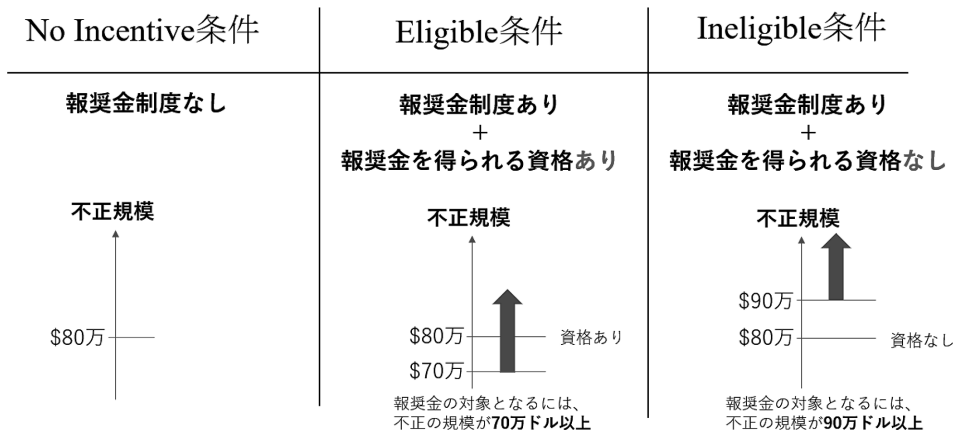 No Incentive条件
報奨金制度なし
不正規模
$80万
Eligible条件
報奨金制度あり
+
報奨金を得られる資格あり
不正規模
$80万
資格あり
$70万
報奨金の対象となるには、
不正の規模が70万ドル以上
Ineligible条件
報奨金制度あり
+
報奨金を得られる資格なし
不正規模
$90万
$80万
資格なし
報奨金の対象となるには、
不正の規模が90万ドル以上